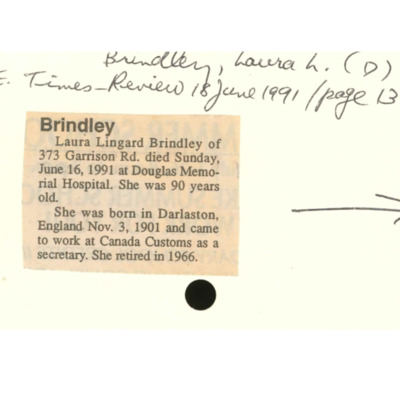 Brindley, Laura L. (D)
E. Times-Review 18 June 1991/page 13
Brindley
Laura Lingard Brindley of
373 Garrison Rd. died Sunday,
June 16, 1991 at Douglas Memo-
rial Hospital. She was 90 years
old.
She was born in Darlaston,
England Nov. 3, 1901 and came
to work at Canada Customs as a
secretary. She retired in 1966.